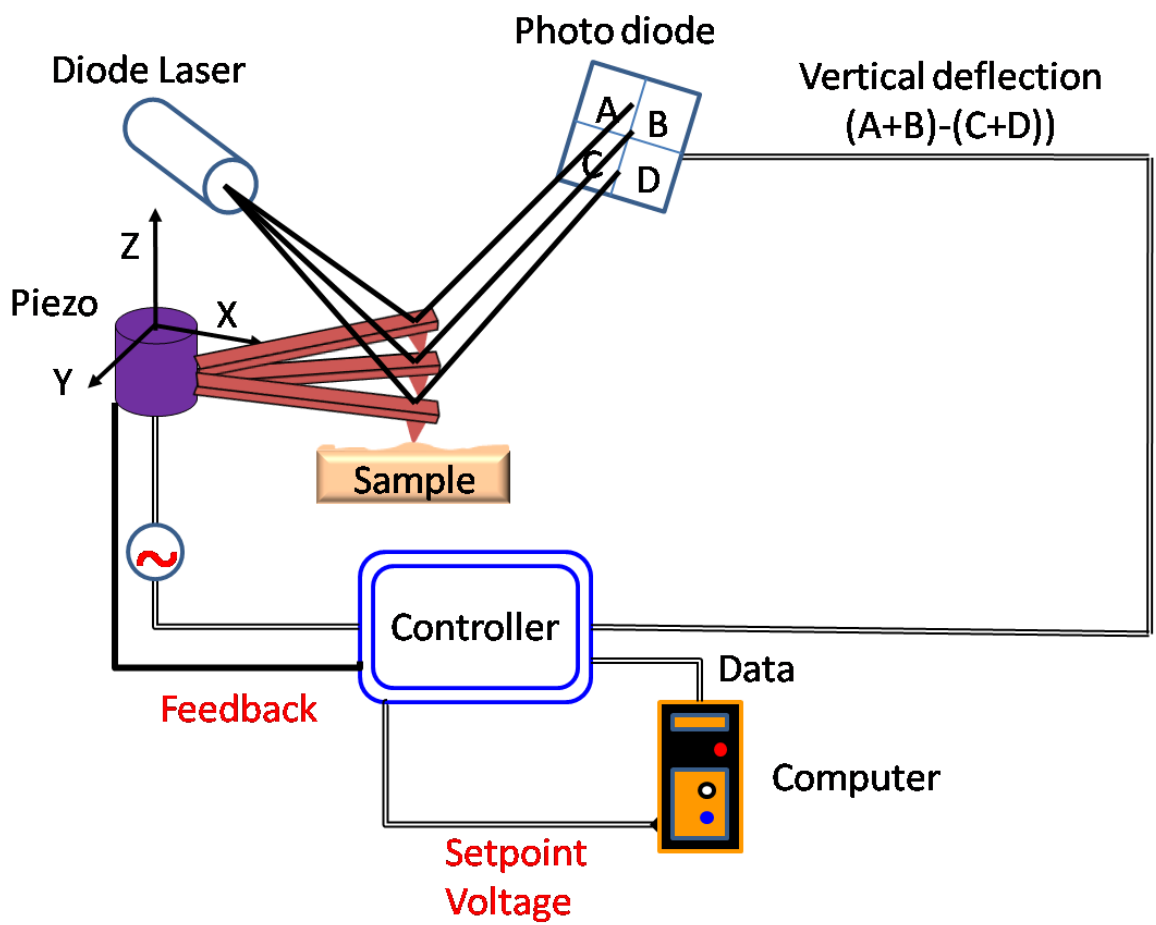 Photo diode
Diode Laser
Vertical deflection
(A+B)-(C+D))
A
B
C
D
Z
Piezo
X
Y
Sample
~
Controller
Data
Feedback
Computer
Setpoint
Voltage